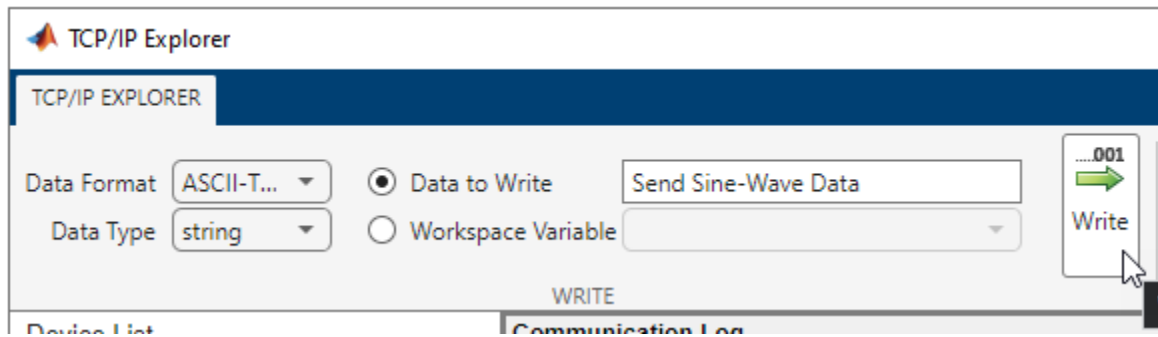 TCP/IP Explorer
TCP/IP EXPLORER
Data Format ASCII-T... Data to Write Send Sine-Wave Data
.....001
Data Type string Workspace Variable
Write
WRITE
Device List
Communication Log